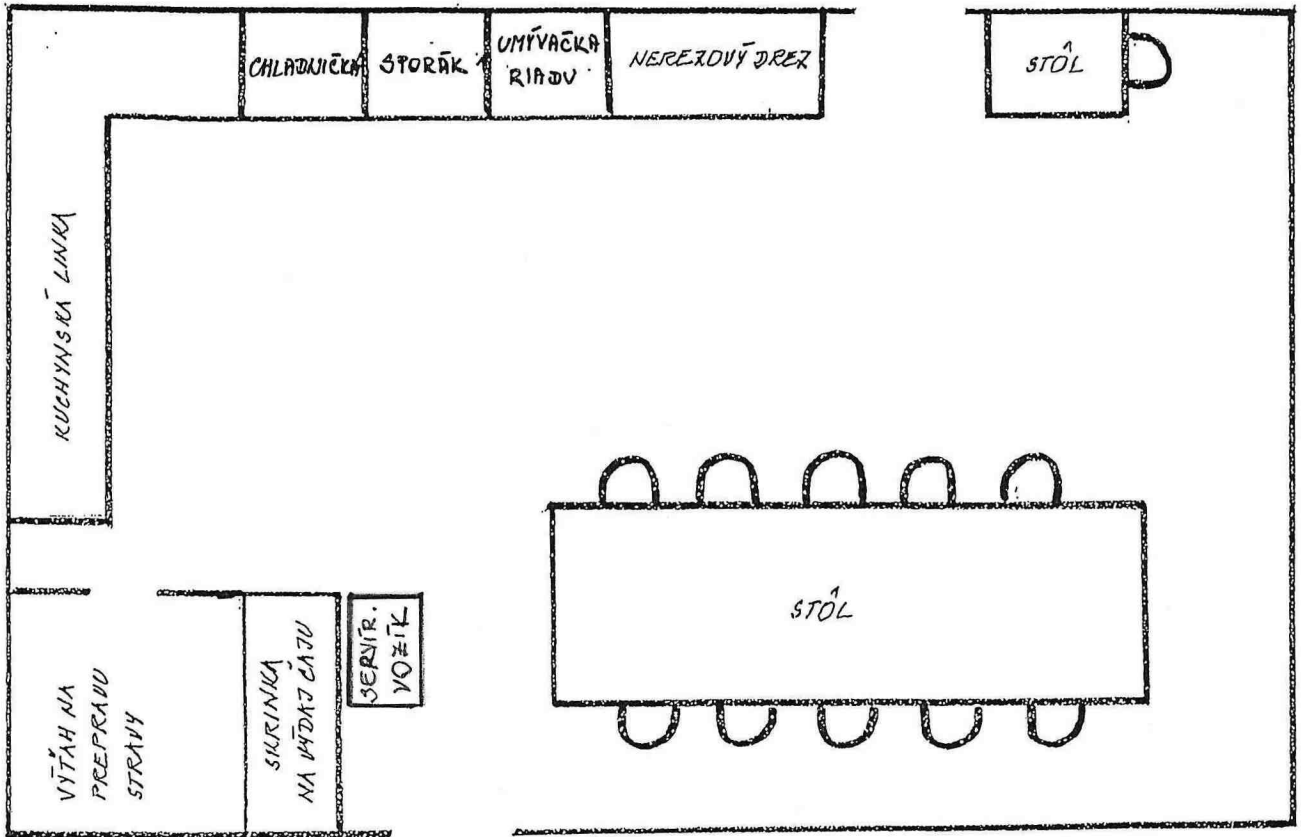 CHLADNIČKA
SPORÁK
UMÝVAČKA
RIADU
NEREZOVÝ DREZ
STÔL
KUCHYNSKÁ LINKA
STÔL
VÝŤAH NA
PREPRAVU
STRAVY
SKRINKA
NA VÝDAJ ČAJU
SERVÍR.
VOZÍK